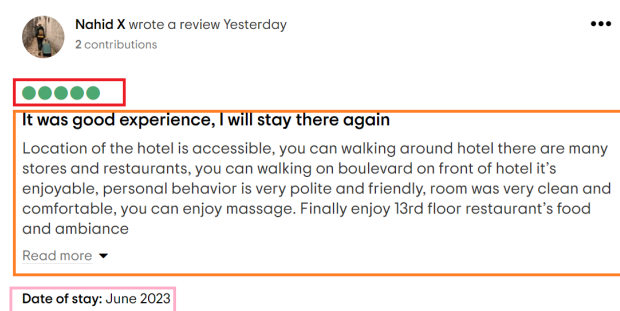 Nahid X wrote a review Yesterday
2 contributions
It was good experience, I will stay there again
Location of the hotel is accessible, you can walking around hotel there are many
stores and restaurants, you can walking on boulevard on front of hotel it's
enjoyable, personal behavior is very polite and friendly, room was very clean and
comfortable, you can enjoy massage. Finally enjoy 13rd floor restaurant's food
and ambiance
Read more
Date of stay: June 2023